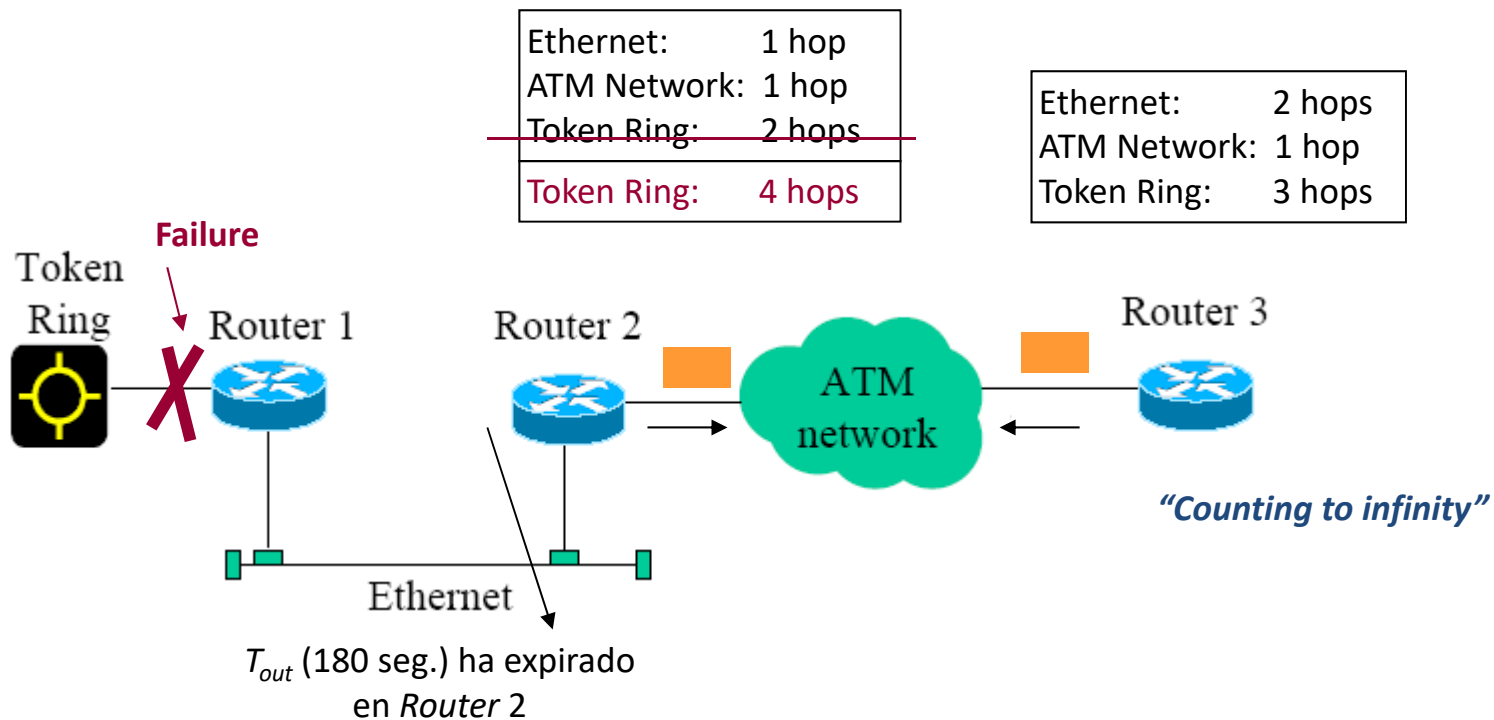 Ethernet: 1 hop
ATM Network: 1 hop
Token Ring: 2 hops
Token Ring: 4 hops
Ethernet: 2 hops
ATM Network: 1 hop
Token Ring: 3 hops
Failure
Token
Ring
Router 1
Router 2
Router 3
ATM
network
"Counting to infinity"
Ethernet
Tout (180 seg.) ha expirado
en Router 2